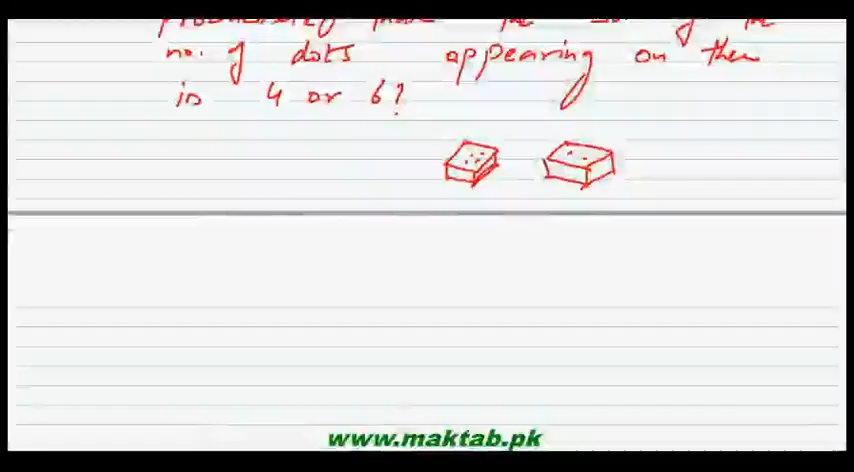 no. of dots appearing on them
is 4 or 6?
www.maktab.pk